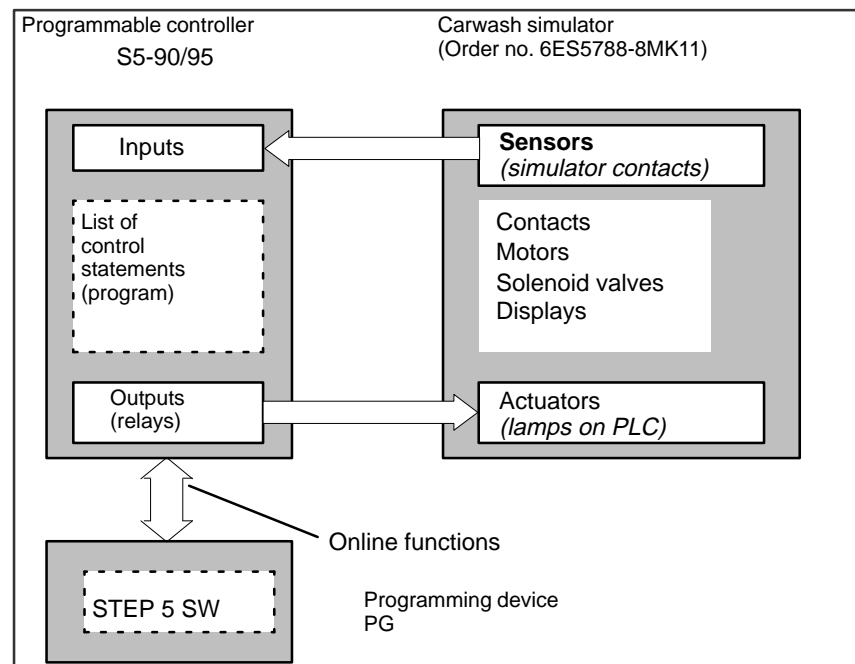 Programmable controller
S5-90/95
Carwash simulator
(Order no. 6ES5788-8MK11)
Inputs
Sensors
(simulator contacts)
List of
control
statements
(program)
Contacts
Motors
Solenoid valves
Displays
Outputs
(relays)
Actuators
(lamps on PLC)
Online functions
STEP 5 SW
Programming device
PG